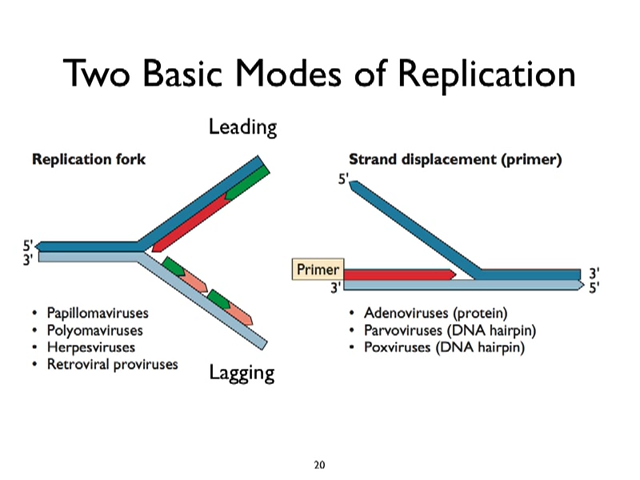 Two Basic Modes of Replication
Leading
Replication fork
5'
3'
• Papillomaviruses
• Polyomaviruses
• Herpesviruses
• Retroviral proviruses
Lagging
Strand displacement (primer)
5'
Primer
3'
3'
5'
• Adenoviruses (protein)
• Parvoviruses (DNA hairpin)
• Poxviruses (DNA hairpin)
20